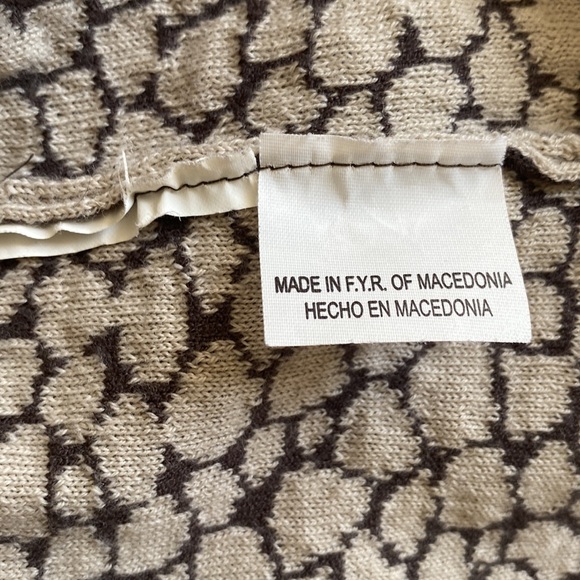 MADE IN F.Y.R. OF MACEDONIA
HECHO EN MACEDONIA